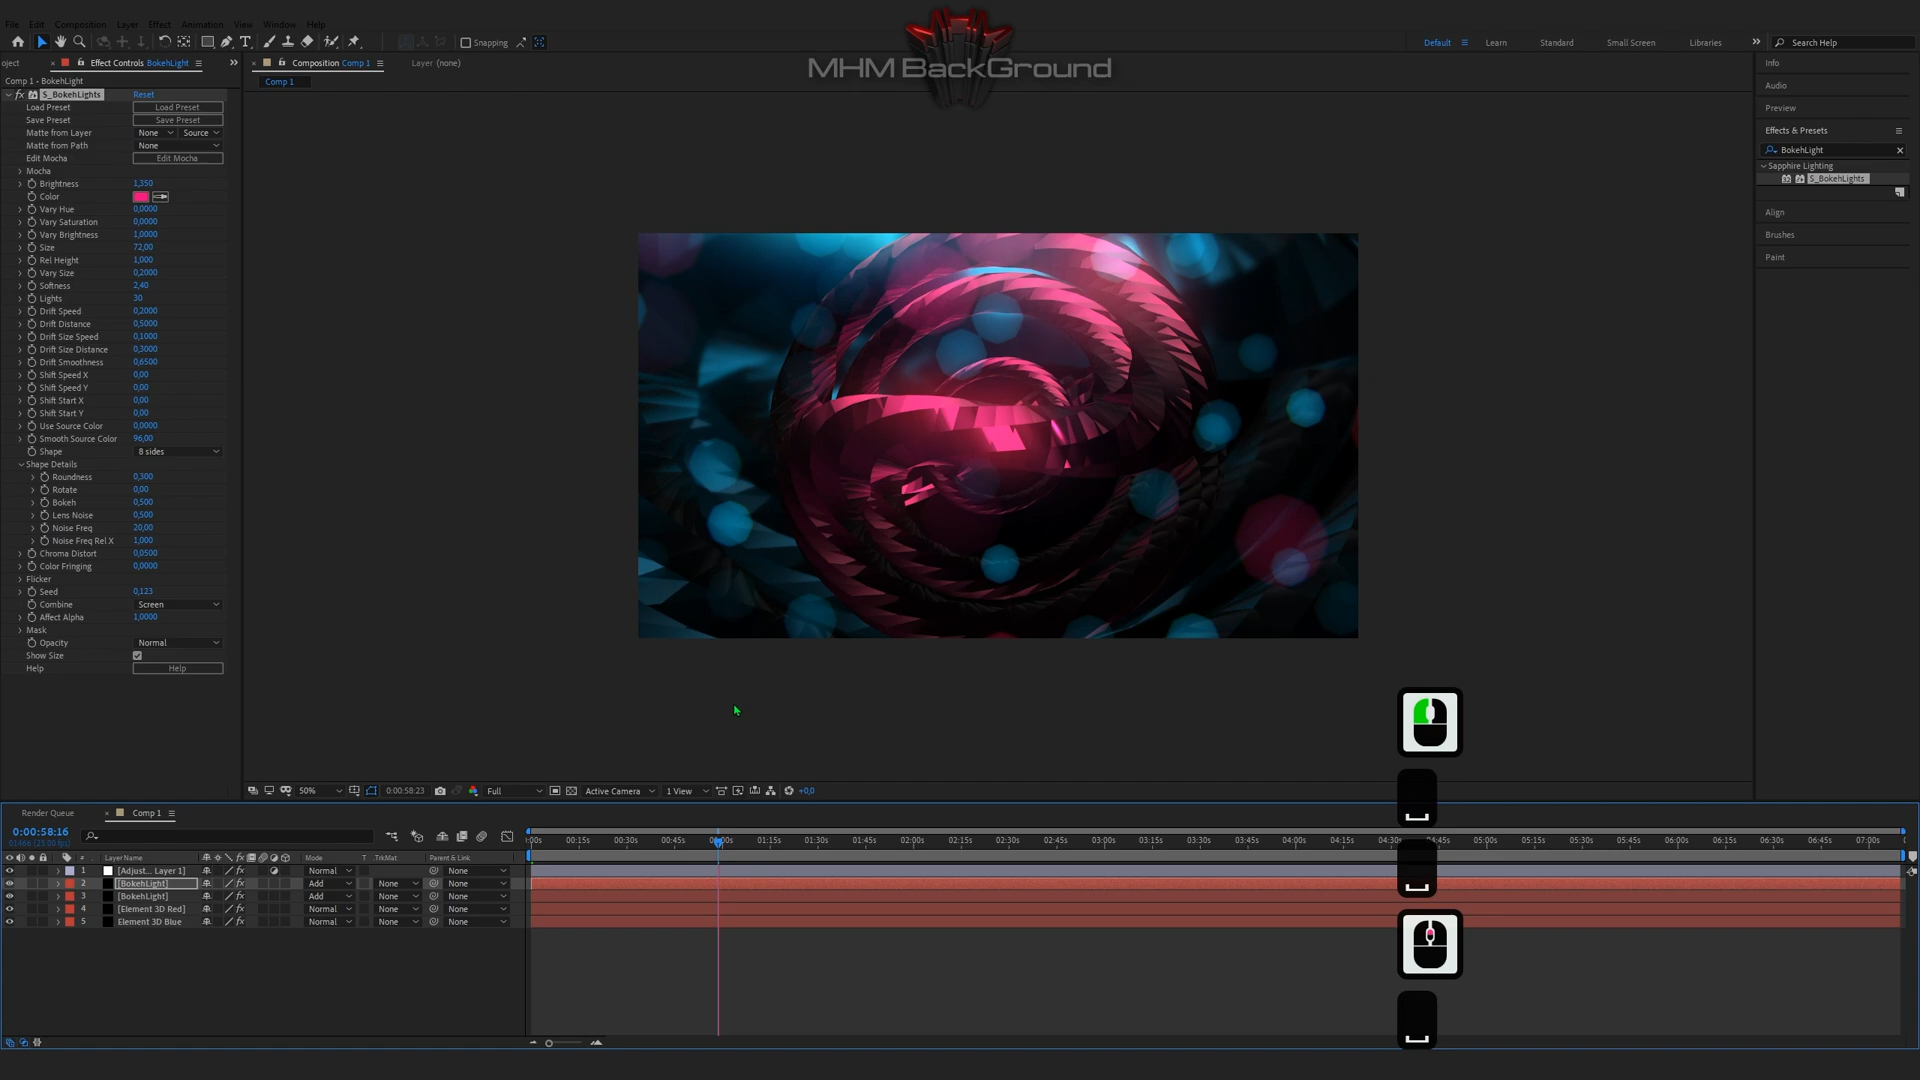 File Edit Composition Layer Effect Animation View Window Help
Snapping
Default Learn Standard Small Screen Libraries
Search Help
MHM BackGround
oject
Effect Controls BokehLight
Comp 1 • BokehLight
S_BokehLights Reset
Load Preset Load Preset
Save Preset Save Preset
Matte from Layer None Source
Matte from Path None
Edit Mocha Edit Mocha
Mocha
Brightness 1,350
Color
Vary Hue 0,0000
Vary Saturation 0,0000
Vary Brightness 1,0000
Size 72,00
Rel Height 1,000
Vary Size 0,2000
Softness 2,40
Lights 30
Drift Speed 0,2000
Drift Distance 0,5000
Drift Size Speed 0,1000
Drift Size Distance 0,3000
Drift Smoothness 0,6500
Shift Speed X 0,00
Shift Speed Y 0,00
Shift Start X 0,00
Shift Start Y 0,00
Use Source Color 0,0000
Smooth Source Color 96,00
Shape 8 sides
Shape Details
Roundness 0,300
Rotate 0,00
Bokeh 0,500
Lens Noise 0,500
Noise Freq 20,00
Noise Freq Rel X 1,000
Chroma Distort 0,0500
Color Fringing 0,0000
Flicker
Seed 0,123
Combine Screen
Affect Alpha 1,0000
Mask
Opacity Normal
Show Size
Help Help
Composition Comp 1
Layer (none)
Comp 1
50% 0:00:58:23 Full Active Camera 1 View +0,0
Info
Audio
Preview
Effects & Presets
BokehLight
Sapphire Lighting
S_BokehLights
Align
Brushes
Paint
Render Queue Comp 1
0:00:58:16
01466 (25.00 fps)
# Layer Name Mode T .TrkMat Parent & Link
1 [Adjust... Layer 1] Normal None
2 [BokehLight] Add None None
3 [BokehLight] Add None None
4 [Element 3D Red] Normal None None
5 Element 3D Blue Normal None None
:00s 00:15s 00:30s 00:45s 01:00s 01:15s 01:30s 01:45s 02:00s 02:15s 02:30s 02:45s 03:00s 03:15s 03:30s 03:45s 04:00s 04:15s 04:30s 04:45s 05:00s 05:15s 05:30s 05:45s 06:00s 06:15s 06:30s 06:45s 07:00s